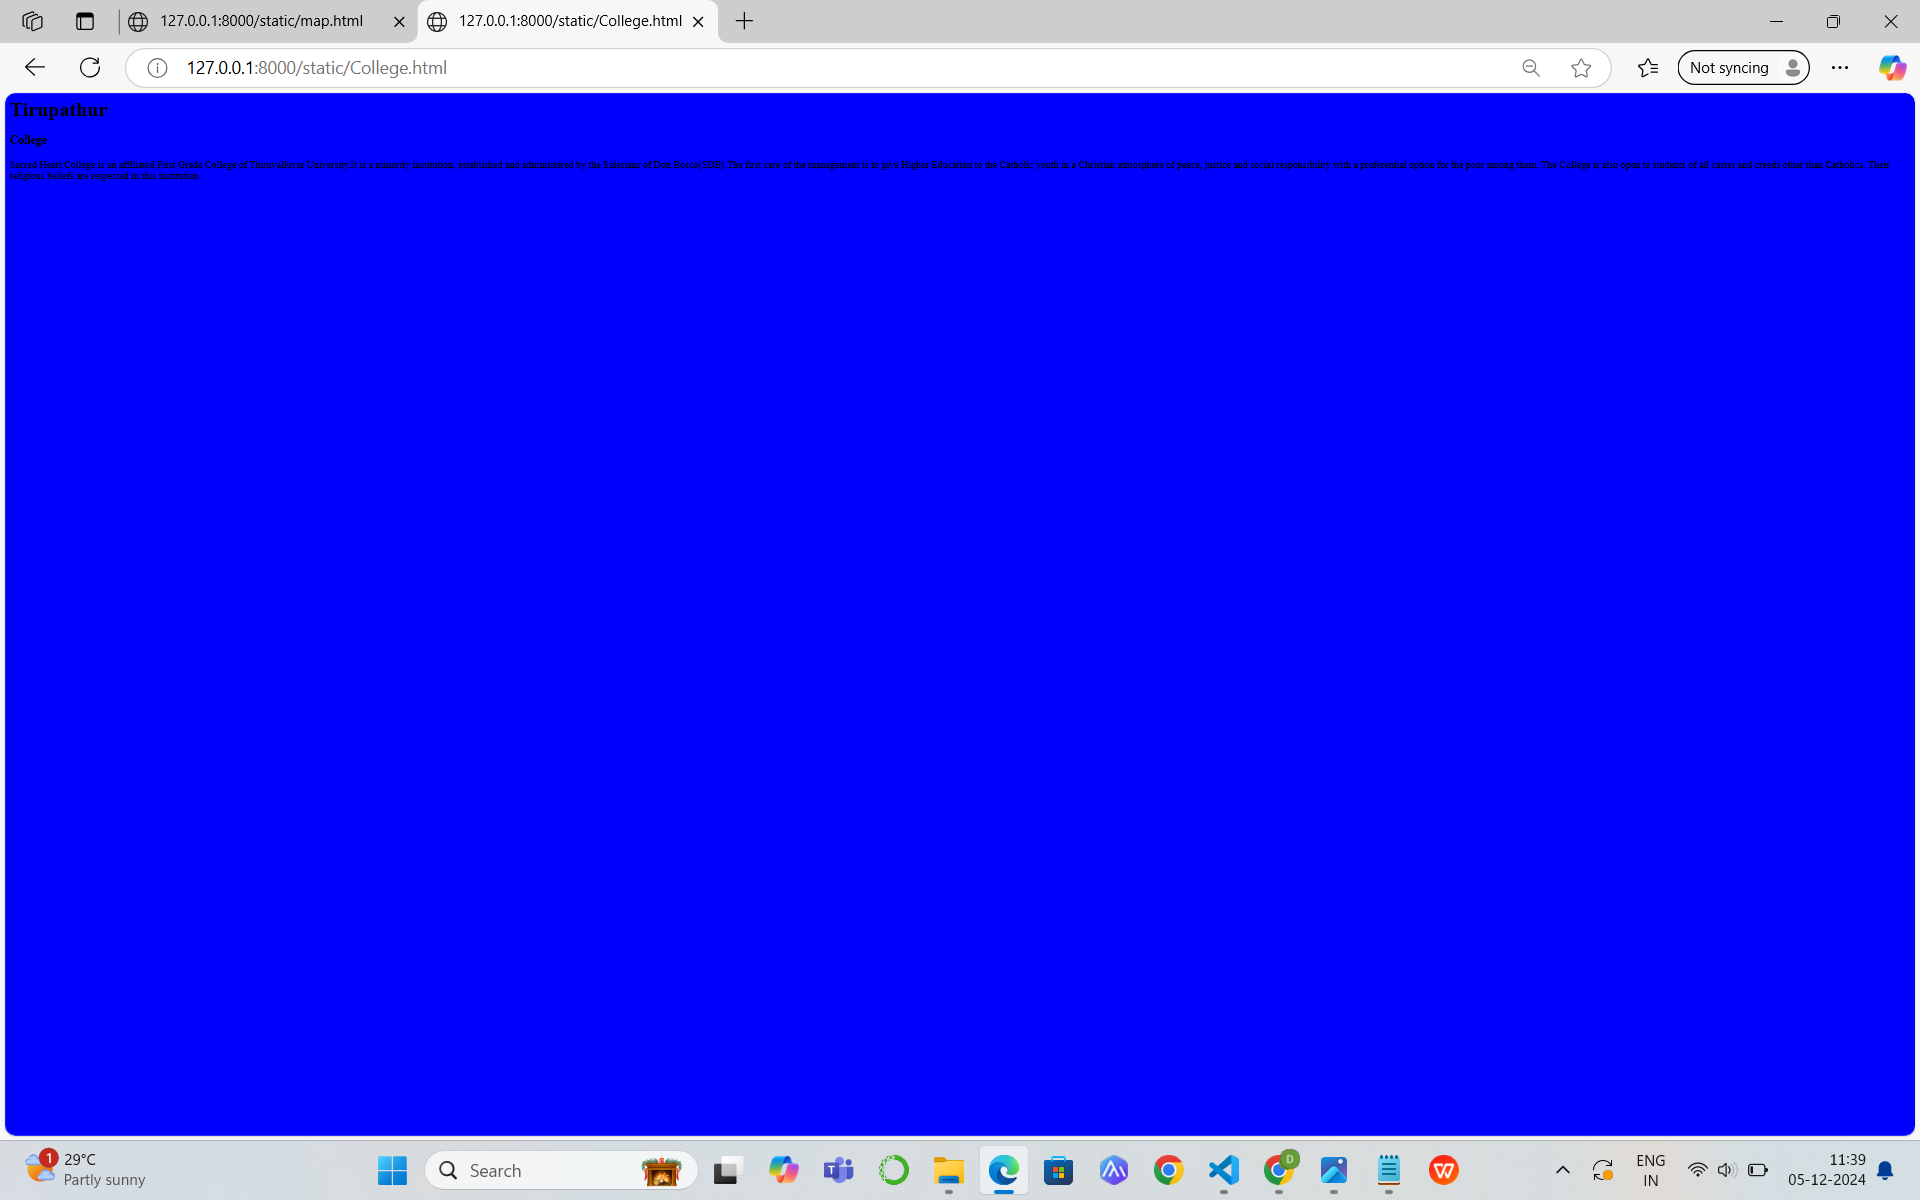 127.0.0.1:8000/static/map.html
127.0.0.1:8000/static/College.html
127.0.0.1:8000/static/College.html
Not syncing
Tirupathur
College
Sacred Heart College is an affiliated First Grade College of Thiruvalluvar University. It is a minority institution, established and administered by the Salesians of Don Bosco(SDB). The first care of the management is to give Higher Education to the Catholic youth in a Christian atmosphere of peace, justice and social responsibility with a preferential option for the poor among them. The College is also open to students of all castes and creeds other than Catholics. Their
religious beliefs are respected in this institution.
1
29°C
Partly sunny
Search
D
ENG
IN
11:39
05-12-2024